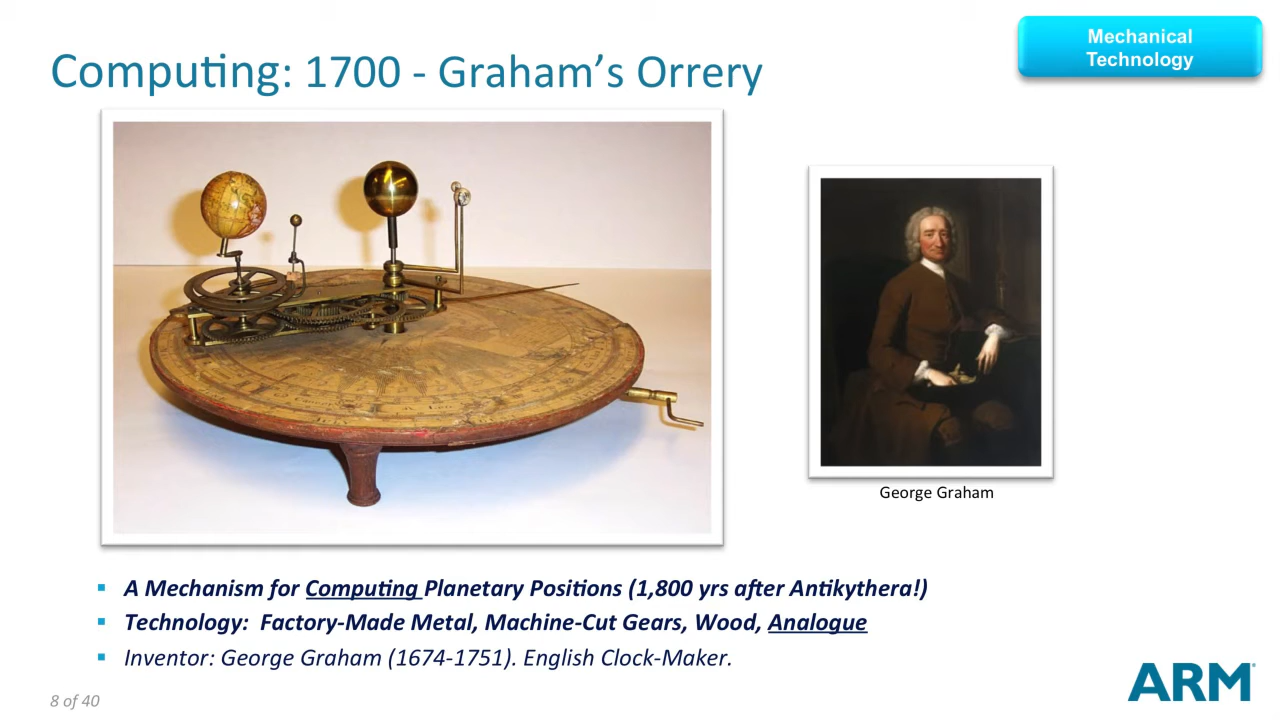 Computing: 1700 - Graham's Orrery
Mechanical
Technology
George Graham
A Mechanism for Computing Planetary Positions (1,800 yrs after Antikythera!)
Technology: Factory-Made Metal, Machine-Cut Gears, Wood, Analogue
Inventor: George Graham (1674-1751). English Clock-Maker.
8 of 40
ARM